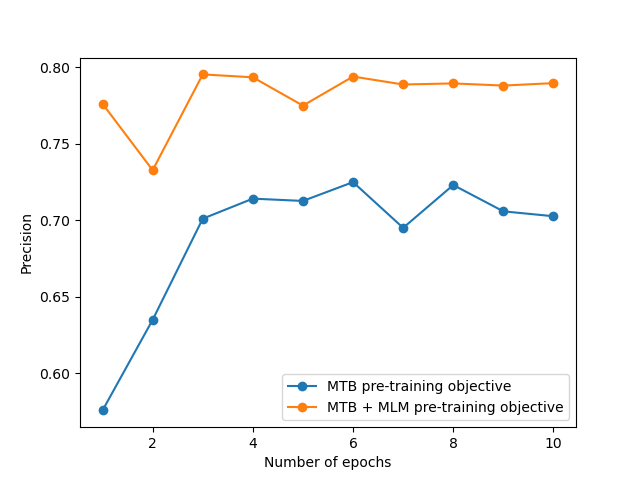 0.80
0.75
0.70
0.65
0.60
Precision
2
4
6
8
10
Number of epochs
MTB pre-training objective
MTB + MLM pre-training objective